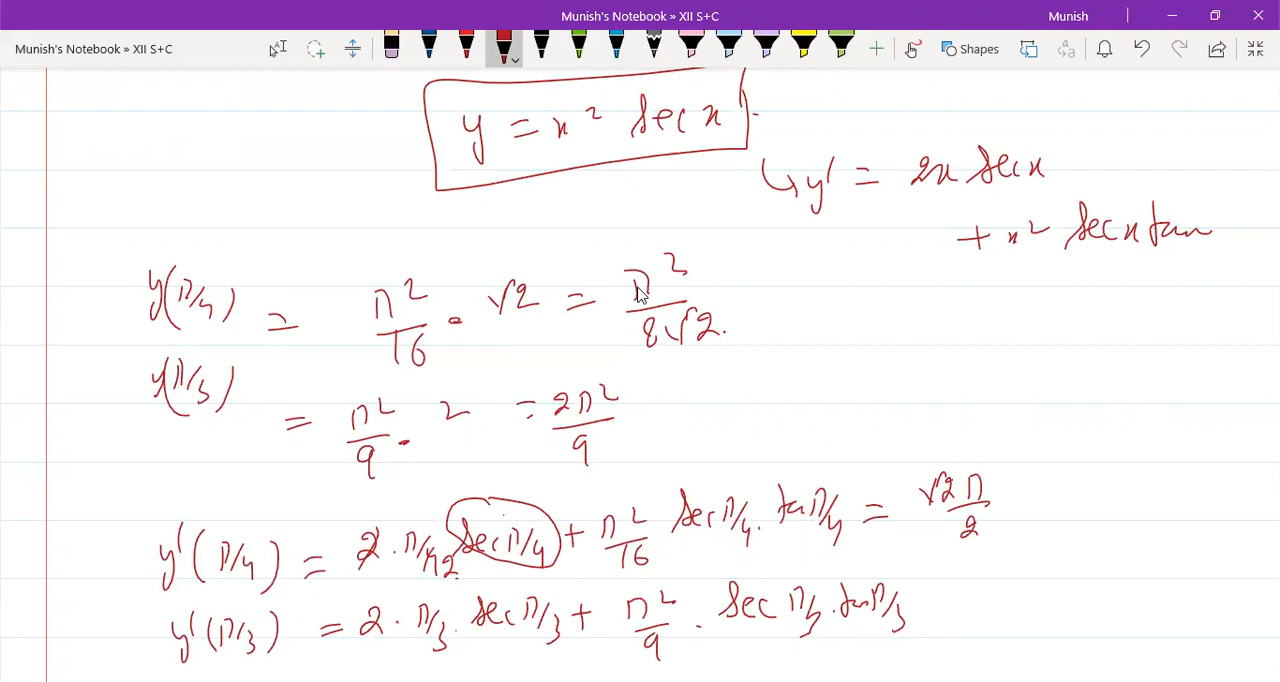 Munish's Notebook » XII S+C
Munish
Munish's Notebook » XII S+C
Shapes
y = x² sec x
↳ y' = 2x sec x
+ x² sec x tan
y(π/4) = π²/16 · √2 = π²/8√2.
y(π/3) = π²/9 · 2 = 2π²/9
y'(π/4) = 2 · π/42 sec π/4 + π²/16 sec π/4 · tan π/4 = √2π/2
y'(π/3) = 2 · π/3 · sec π/3 + π²/9 · sec π/3 · tan π/3